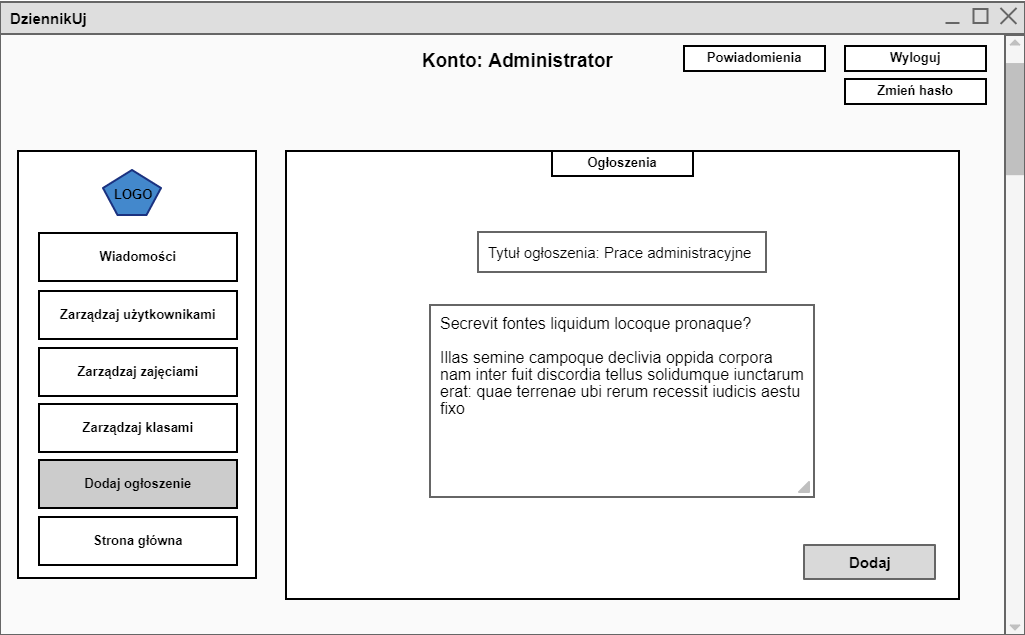 DziennikUj
Konto: Administrator
Powiadomienia
Wyloguj
Zmień hasło
LOGO
Wiadomości
Zarządzaj użytkownikami
Zarządzaj zajęciami
Zarządzaj klasami
Dodaj ogłoszenie
Strona główna
Ogłoszenia
Tytuł ogłoszenia: Prace administracyjne
Secrevit fontes liquidum locoque pronaque?
Illas semine campoque declivia oppida corpora
nam inter fuit discordia tellus solidumque iunctarum
erat: quae terrenae ubi rerum recessit iudicis aestu
fixo
Dodaj